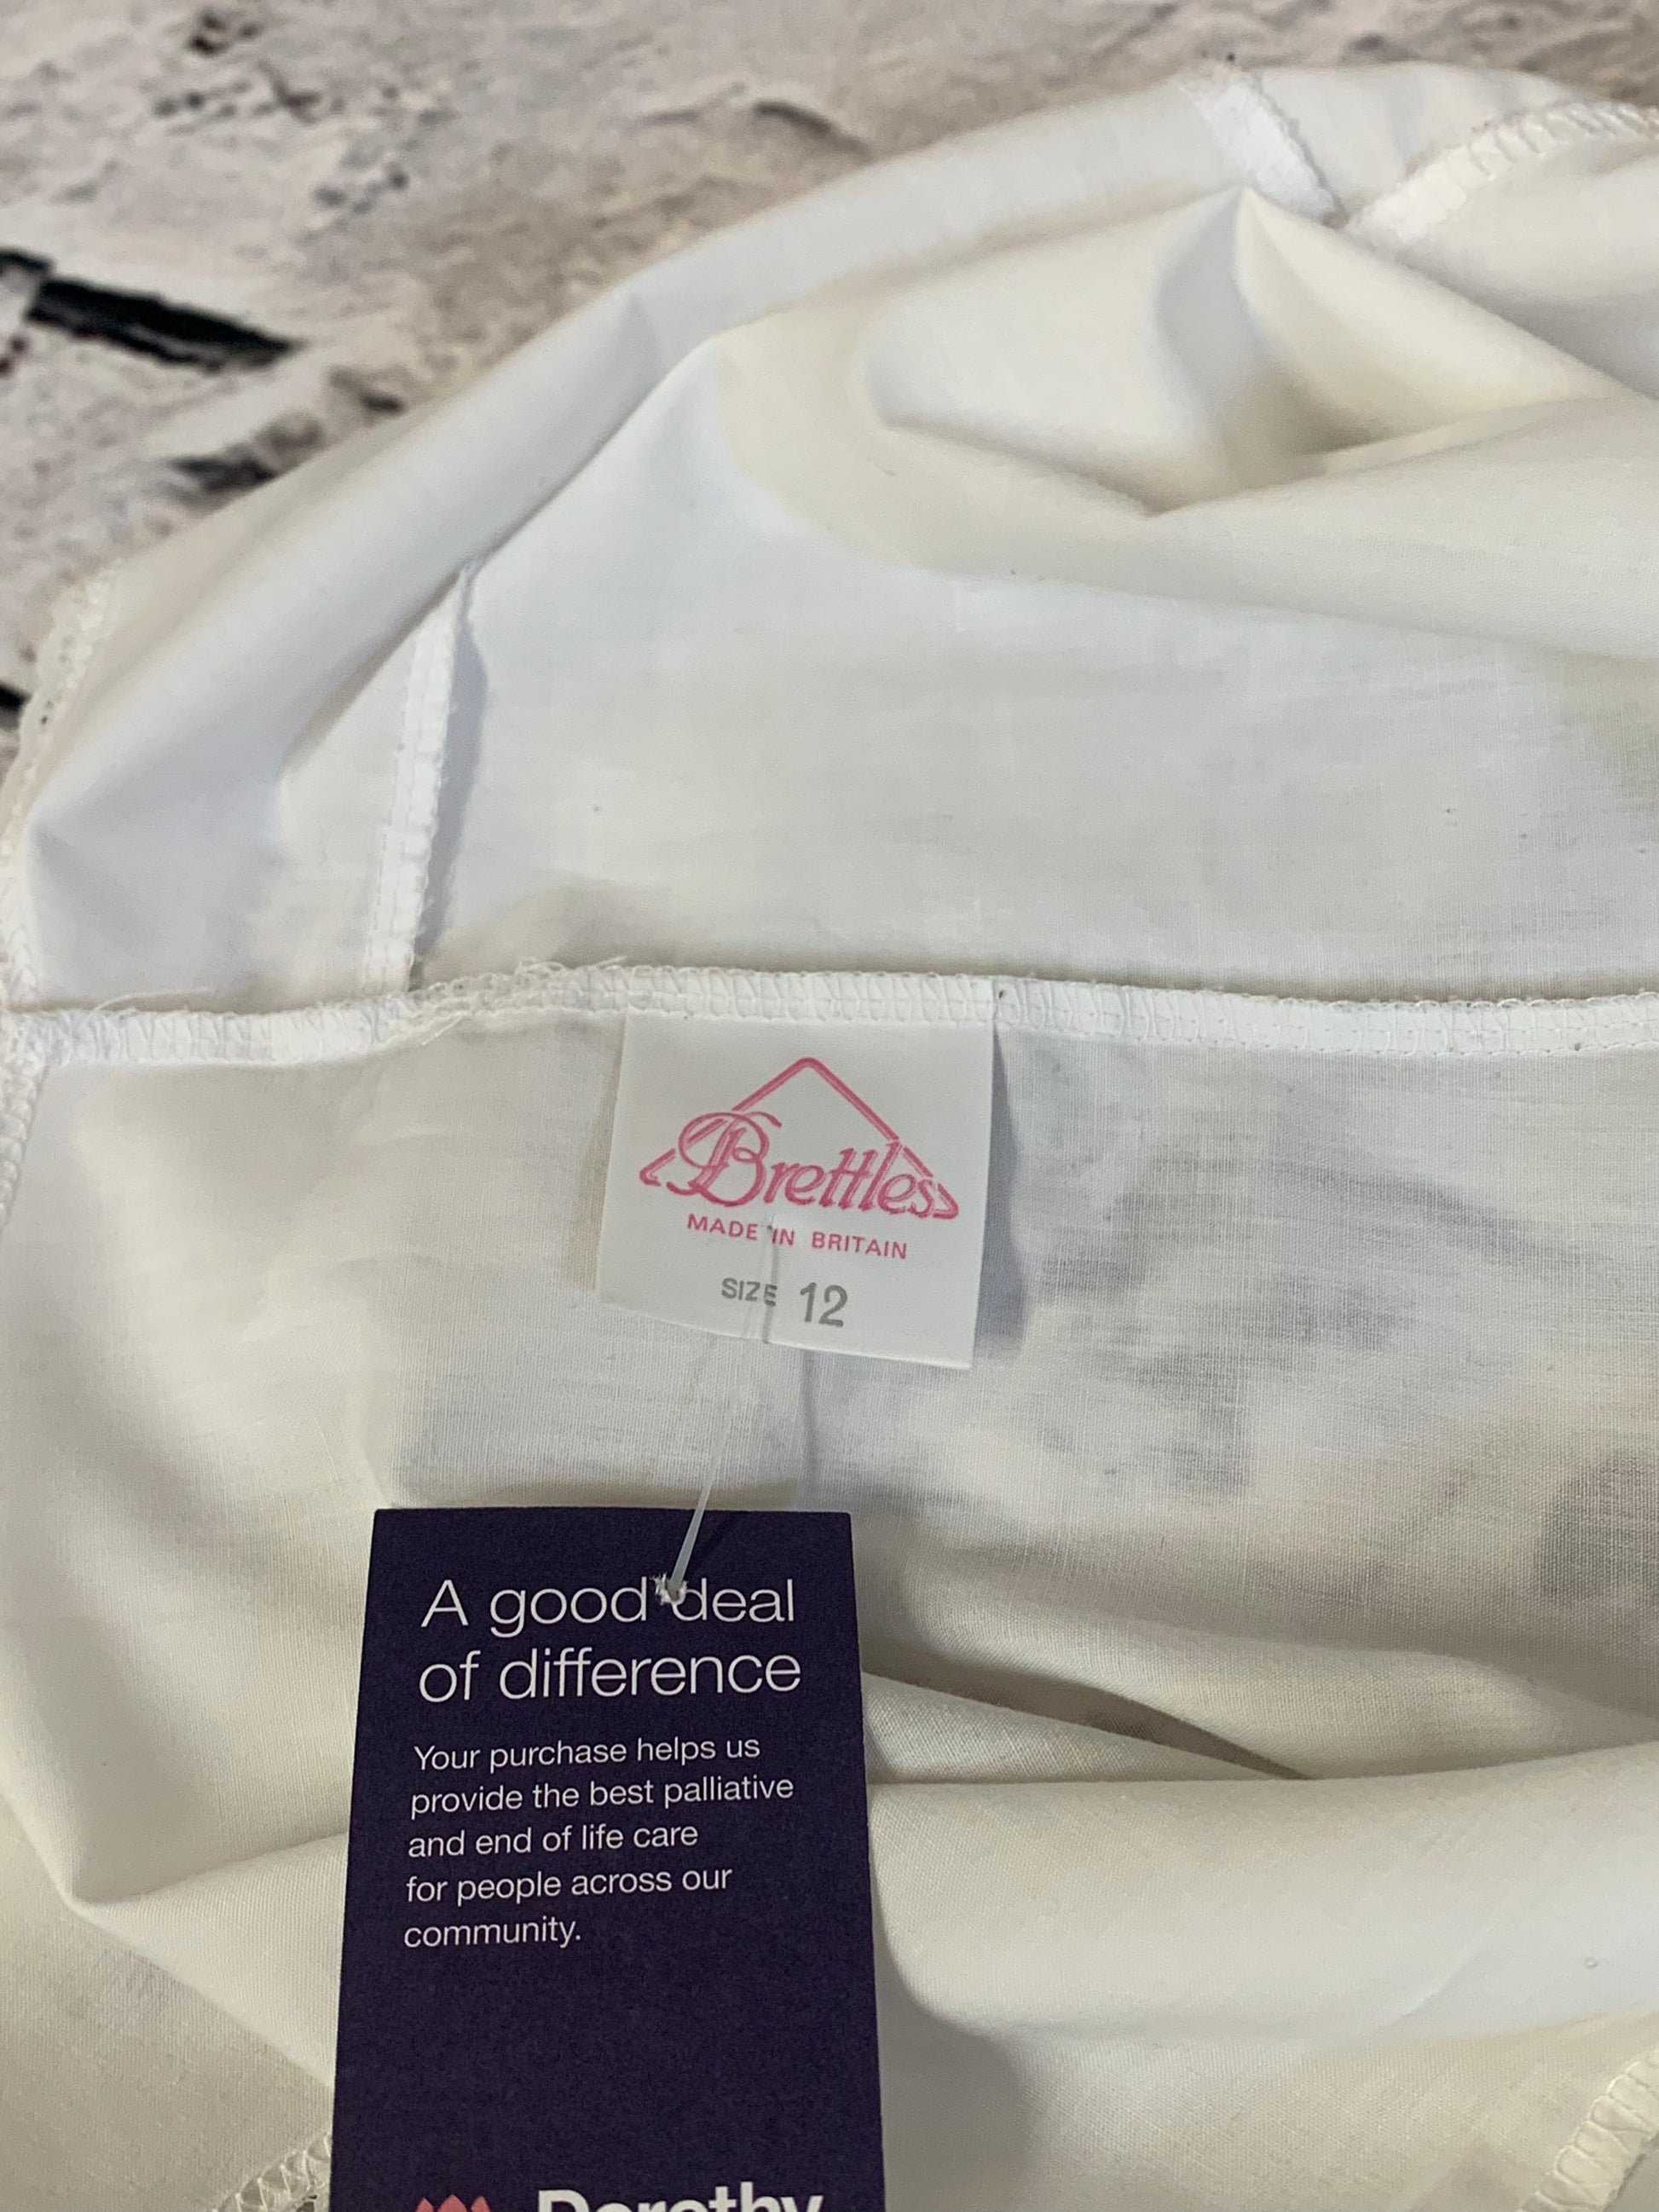 Brettles
MADE IN BRITAIN
SIZE 12
A good deal
of difference
Your purchase helps us
provide the best palliative
and end of life care
for people across our
community.
Dorothy